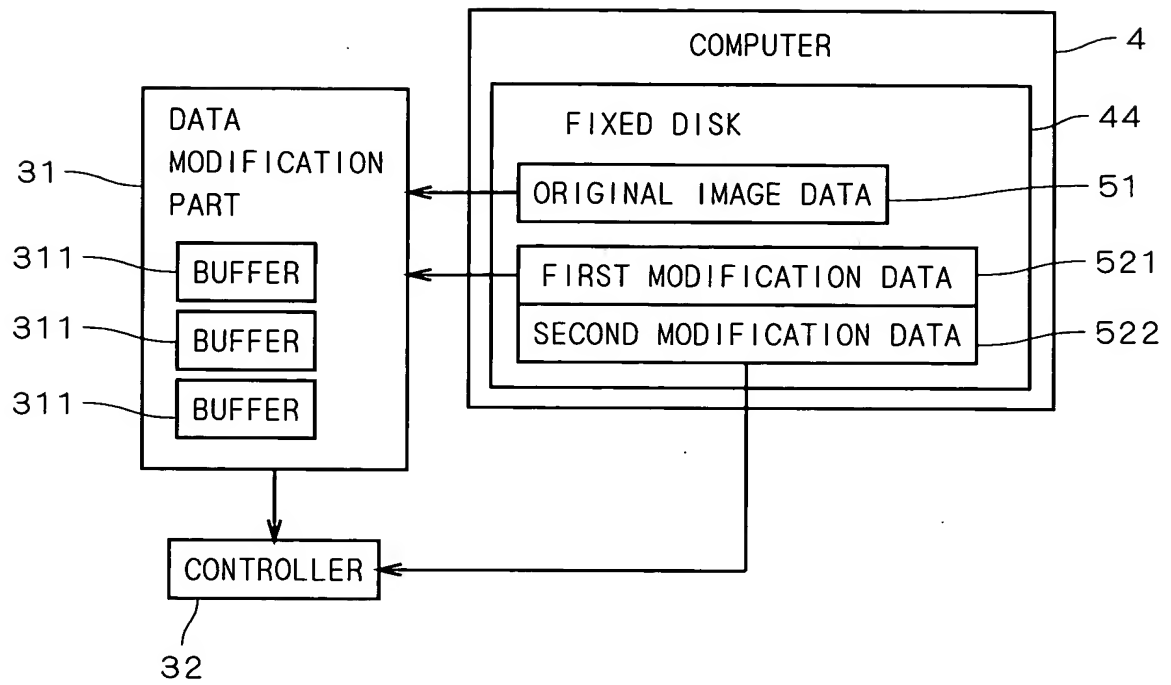 COMPUTER
4
FIXED DISK
44
DATA
MODIFICATION
PART
31
ORIGINAL IMAGE DATA
51
311
BUFFER
FIRST MODIFICATION DATA
521
311
BUFFER
SECOND MODIFICATION DATA
522
311
BUFFER
CONTROLLER
32